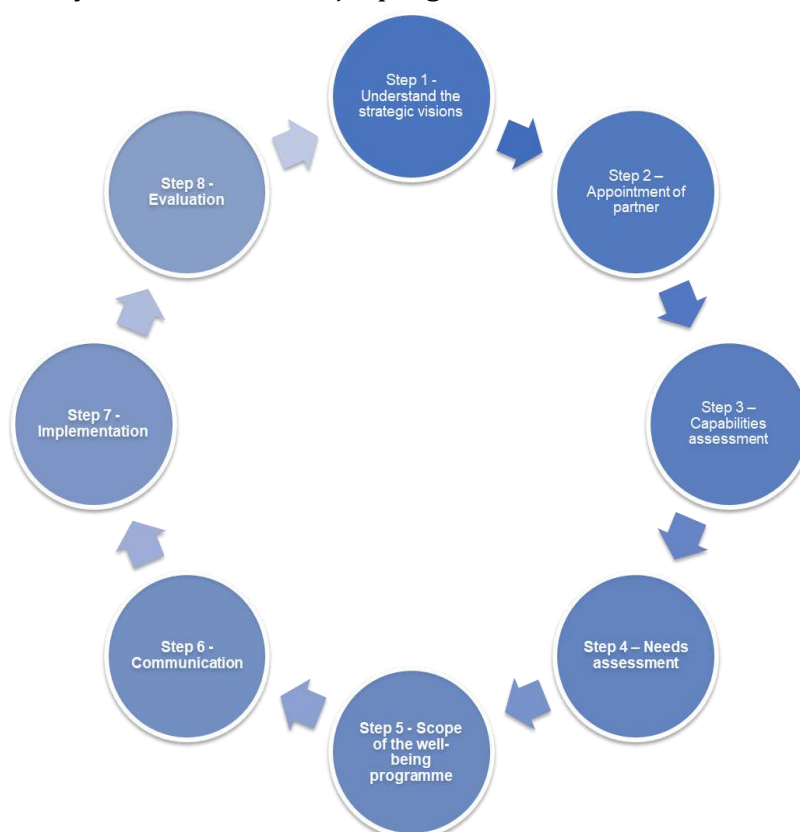 Step 1 -
Understand the
strategic visions
Step 2 –
Appointment of
partner
Step 3 –
Capabilities
assessment
Step 4 – Needs
assessment
Step 5 - Scope
of the well-
being
programme
Step 6 -
Communication
Step 7 -
Implementation
Step 8 -
Evaluation